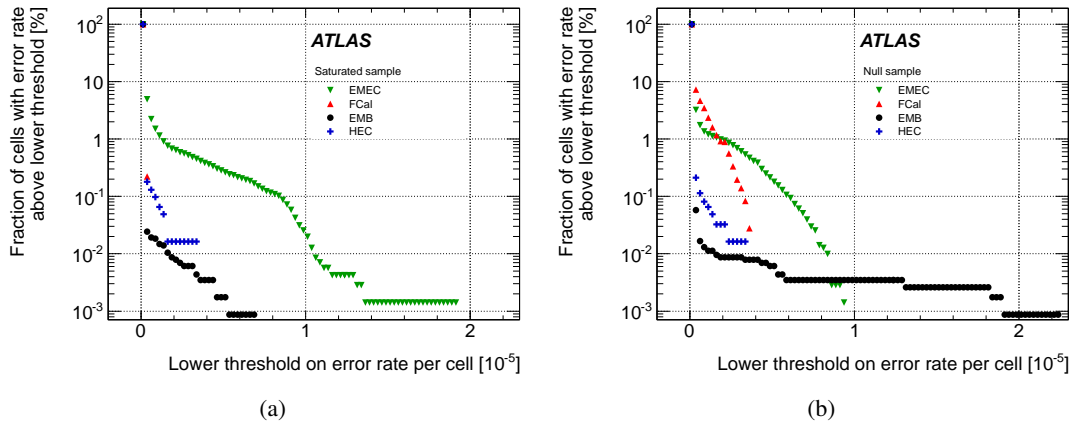 Fraction of cells with error rate
above lower threshold [%]
10²
10
1
10⁻¹
10⁻²
10⁻³
ATLAS
Saturated sample
EMEC
FCal
EMB
HEC
0
1
2
Lower threshold on error rate per cell [10⁻⁵]
(a)
Fraction of cells with error rate
above lower threshold [%]
10²
10
1
10⁻¹
10⁻²
10⁻³
ATLAS
Null sample
EMEC
FCal
EMB
HEC
0
1
2
Lower threshold on error rate per cell [10⁻⁵]
(b)